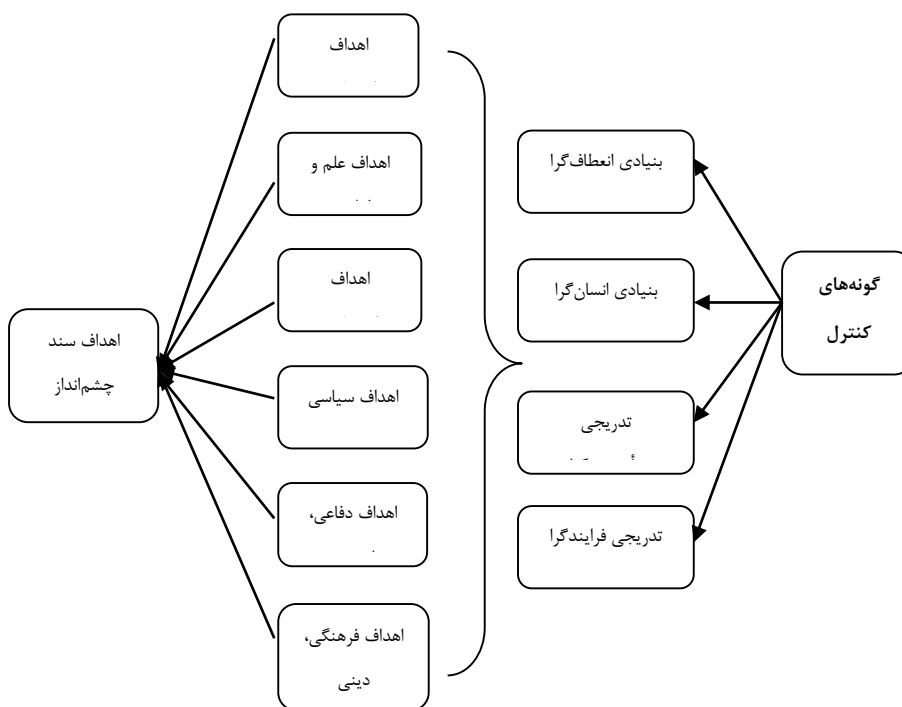 گونه‌های
کنترل
بنیادی انعطاف‌گرا
بنیادی انسان‌گرا
تدریجی
تدریجی فرایندگرا
اهداف
اهداف علم و
اهداف
اهداف سیاسی
اهداف دفاعی،
اهداف فرهنگی،
دینی
اهداف سند
چشم‌انداز